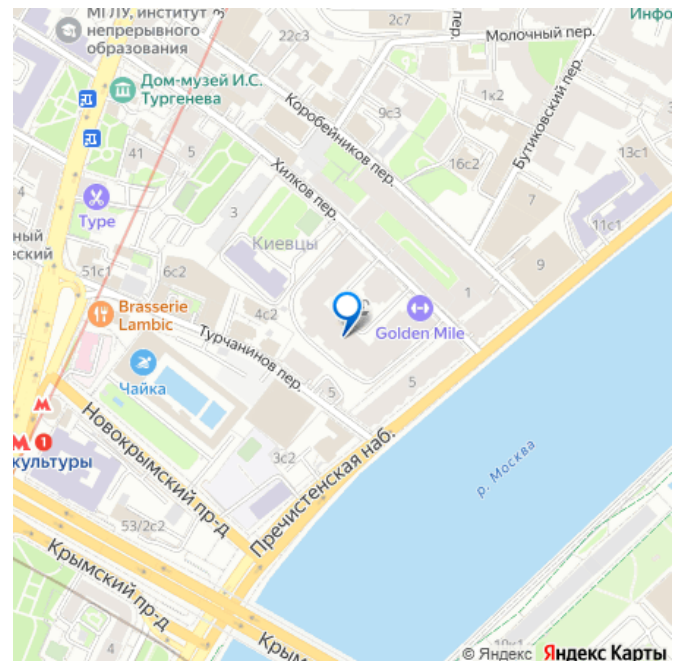 МГЛУ, институт
непрерывного
образования
2с7
пер.
Инфо
22с3
Молочный пер.
Дом-музей И.С.
Тургенева
Коробейников пер.
9с3
1к2
Бутиковский пер.
16с2
13с1
41
5
Хилков пер.
4
Type
3
7
11с1
ный
еский
Киевцы
51с1
6с2
9
Brasserie
Lambic
4с2
1
Golden Mile
Турчанинов пер.
Чайка
5
5
М
М 1
культуры
Новокрымский пр-д
3с2
Пречистенская наб.
р. Москва
53/2с2
Крымский пр-д
Крым
© Яндекс Яндекс Карты